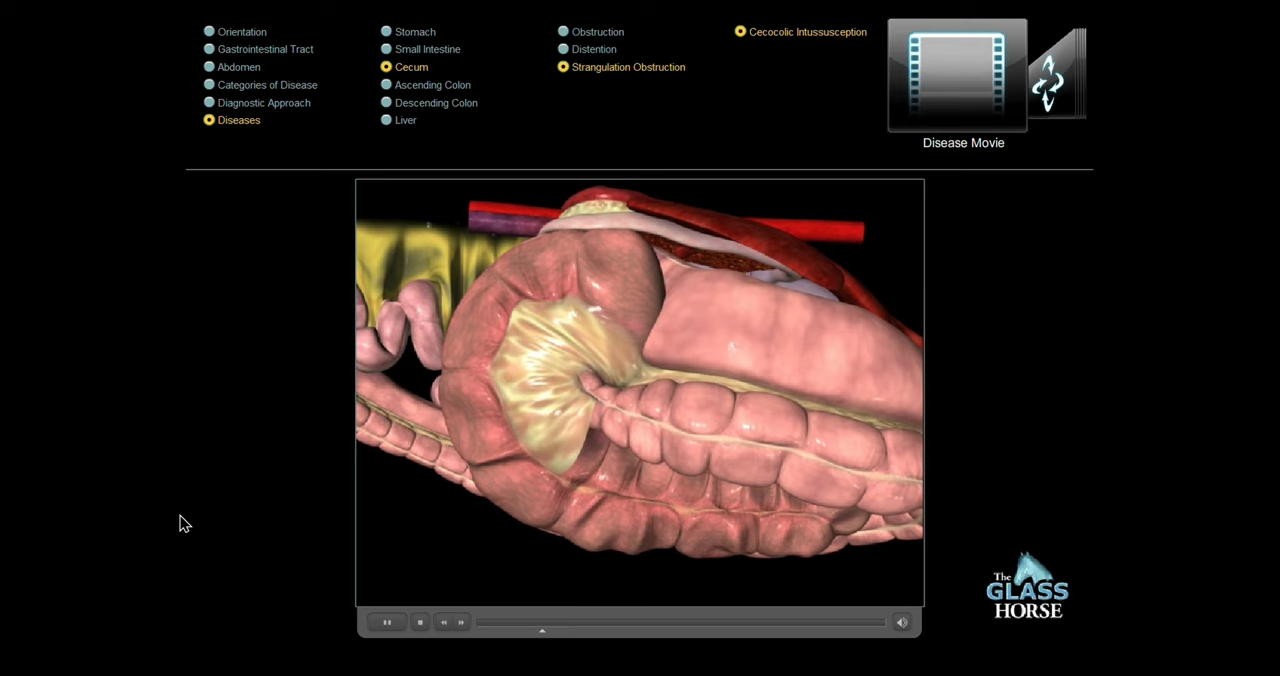 Orientation
Gastrointestinal Tract
Abdomen
Categories of Disease
Diagnostic Approach
Diseases
Stomach
Small Intestine
Cecum
Ascending Colon
Descending Colon
Liver
Obstruction
Distention
Strangulation Obstruction
Cecocolic Intussusception
Disease Movie
The
GLASS
HORSE